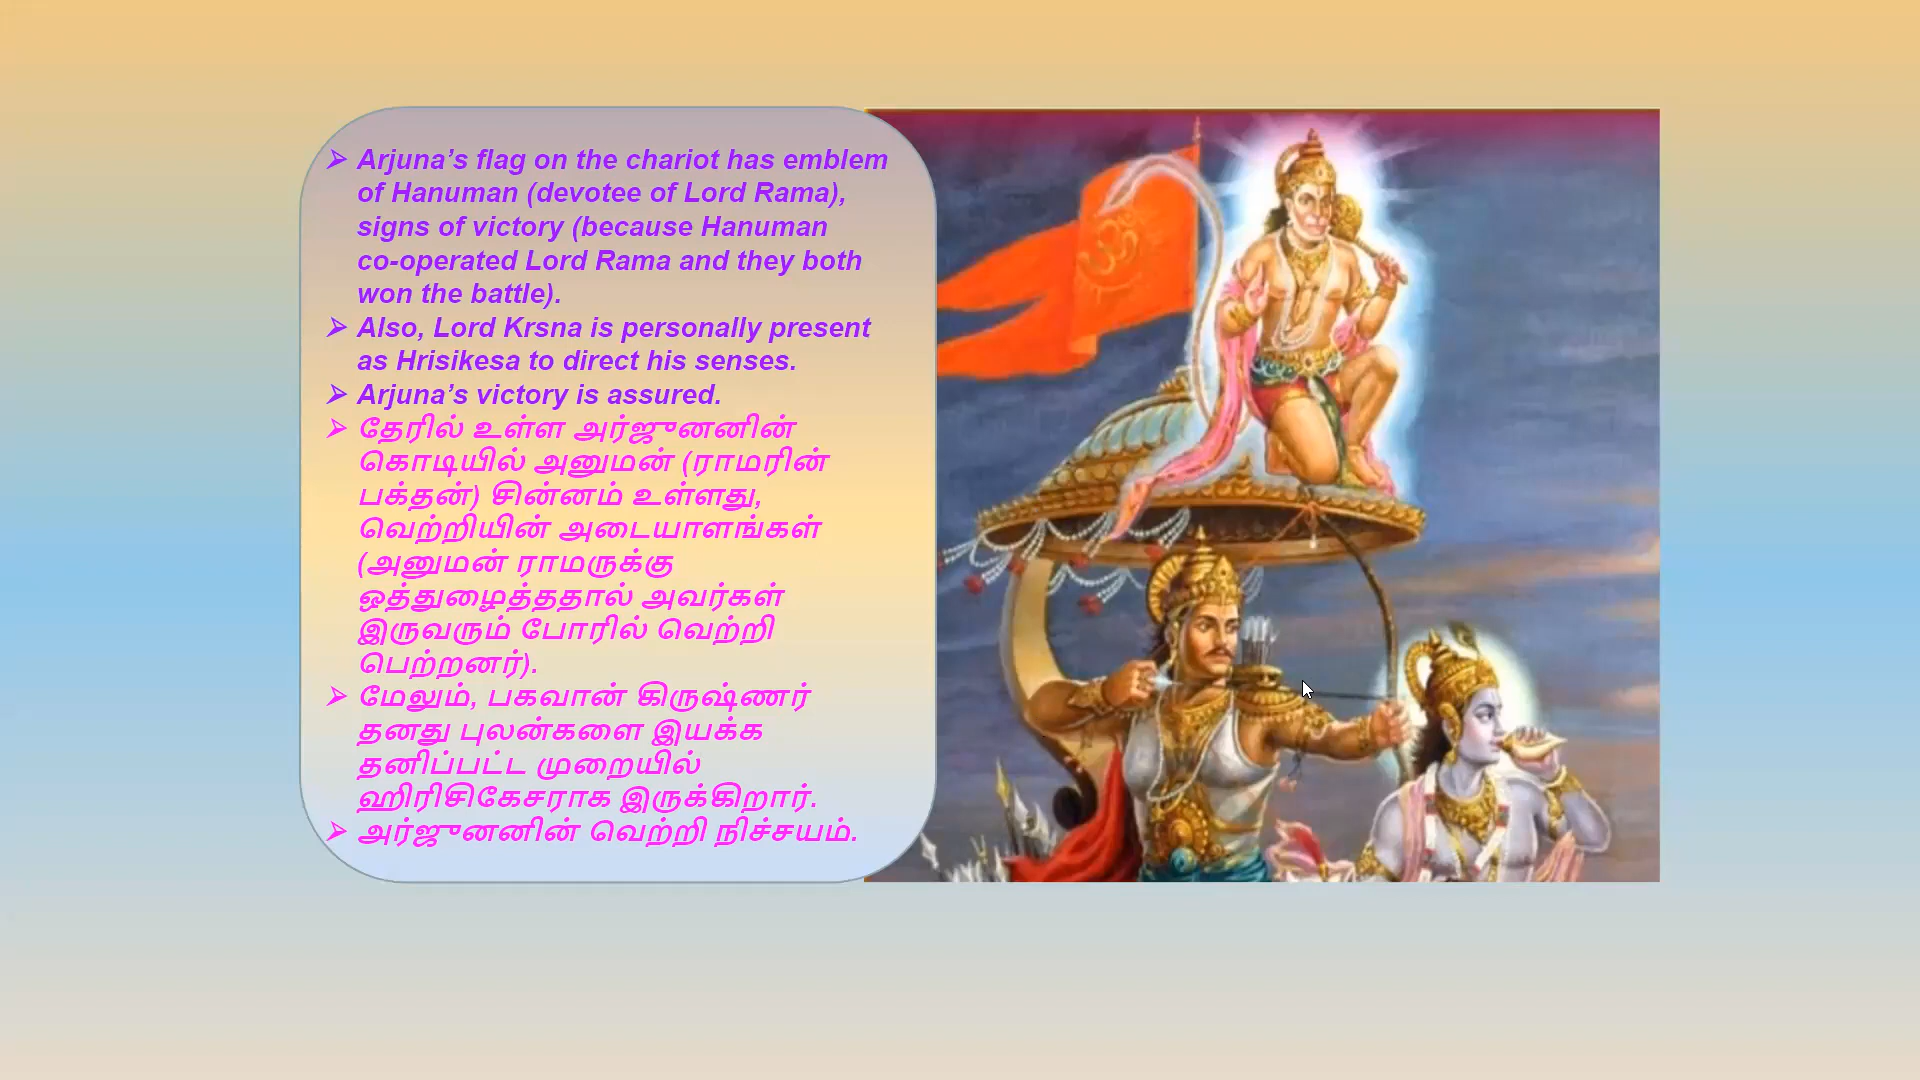 ➢ Arjuna’s flag on the chariot has emblem
of Hanuman (devotee of Lord Rama),
signs of victory (because Hanuman
co-operated Lord Rama and they both
won the battle).
➢ Also, Lord Krsna is personally present
as Hrisikesa to direct his senses.
➢ Arjuna’s victory is assured.
➢ தேரில் உள்ள அர்ஜுனனின்
கொடியில் அனுமன் (ராமரின்
பக்தன்) சின்னம் உள்ளது,
வெற்றியின் அடையாளங்கள்
(அனுமன் ராமருக்கு
ஒத்துழைத்ததால் அவர்கள்
இருவரும் போரில் வெற்றி
பெற்றனர்).
➢ மேலும், பகவான் கிருஷ்ணர்
தனது புலன்களை இயக்க
தனிப்பட்ட முறையில்
ஹிரிசிகேசராக இருக்கிறார்.
➢ அர்ஜுனனின் வெற்றி நிச்சயம்.
ॐ